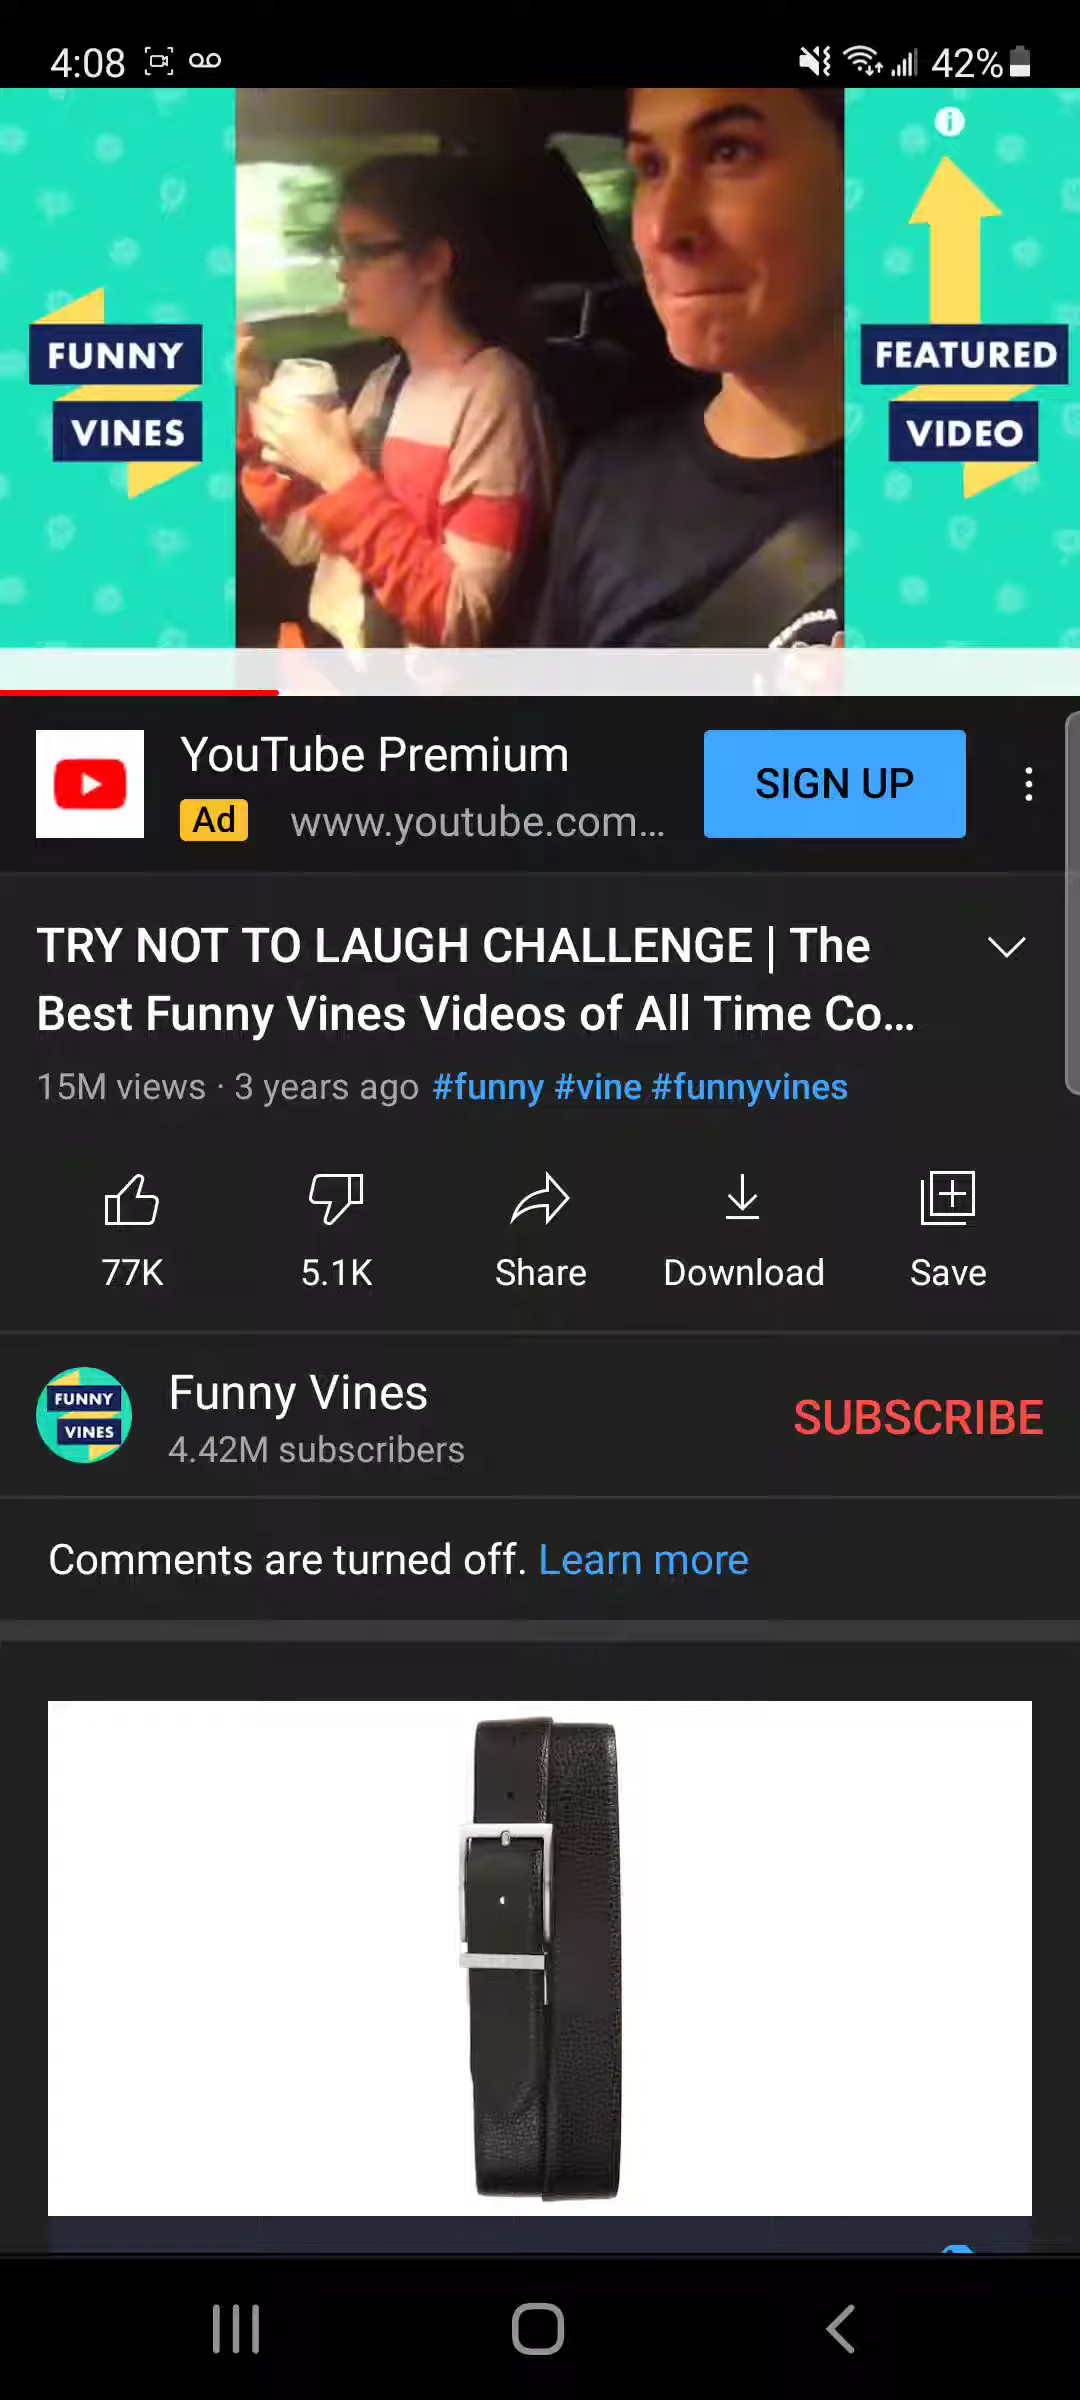 4:08
42%
FUNNY
VINES
FEATURED
VIDEO
YouTube Premium
Ad www.youtube.com...
SIGN UP
TRY NOT TO LAUGH CHALLENGE | The
Best Funny Vines Videos of All Time Co...
15M views · 3 years ago #funny #vine #funnyvines
77K
5.1K
Share
Download
Save
FUNNY
VINES
Funny Vines
4.42M subscribers
SUBSCRIBE
Comments are turned off. Learn more